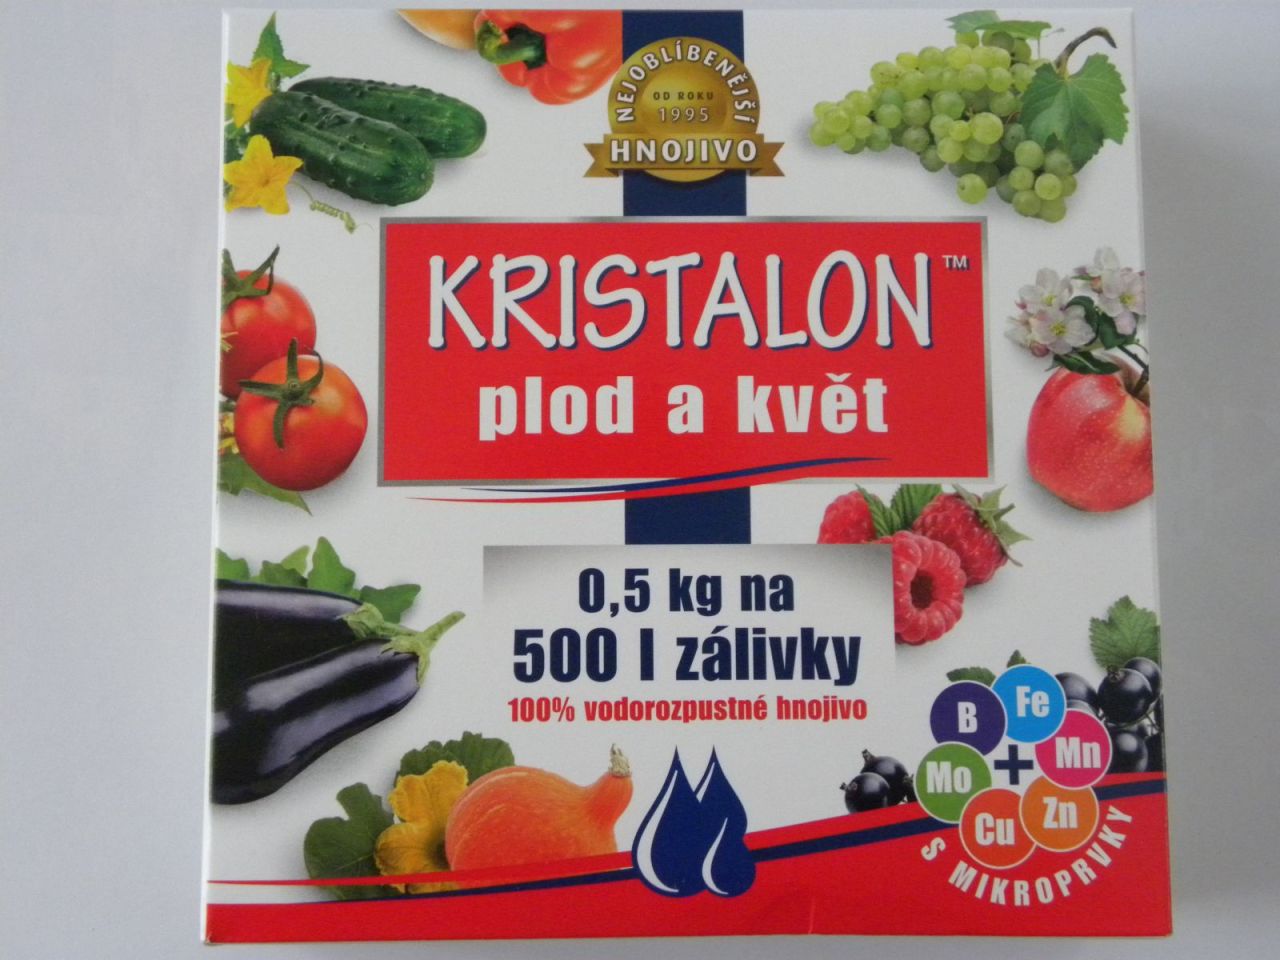 NEJOBLÍBENĚJŠÍ
OD ROKU
1995
HNOJIVO
KRISTALON™
plod a květ
0,5 kg na
500 l zálivky
100% vodorozpustné hnojivo
B
Fe
Mn
Mo
+
Cu
Zn
S MIKROPRVKY